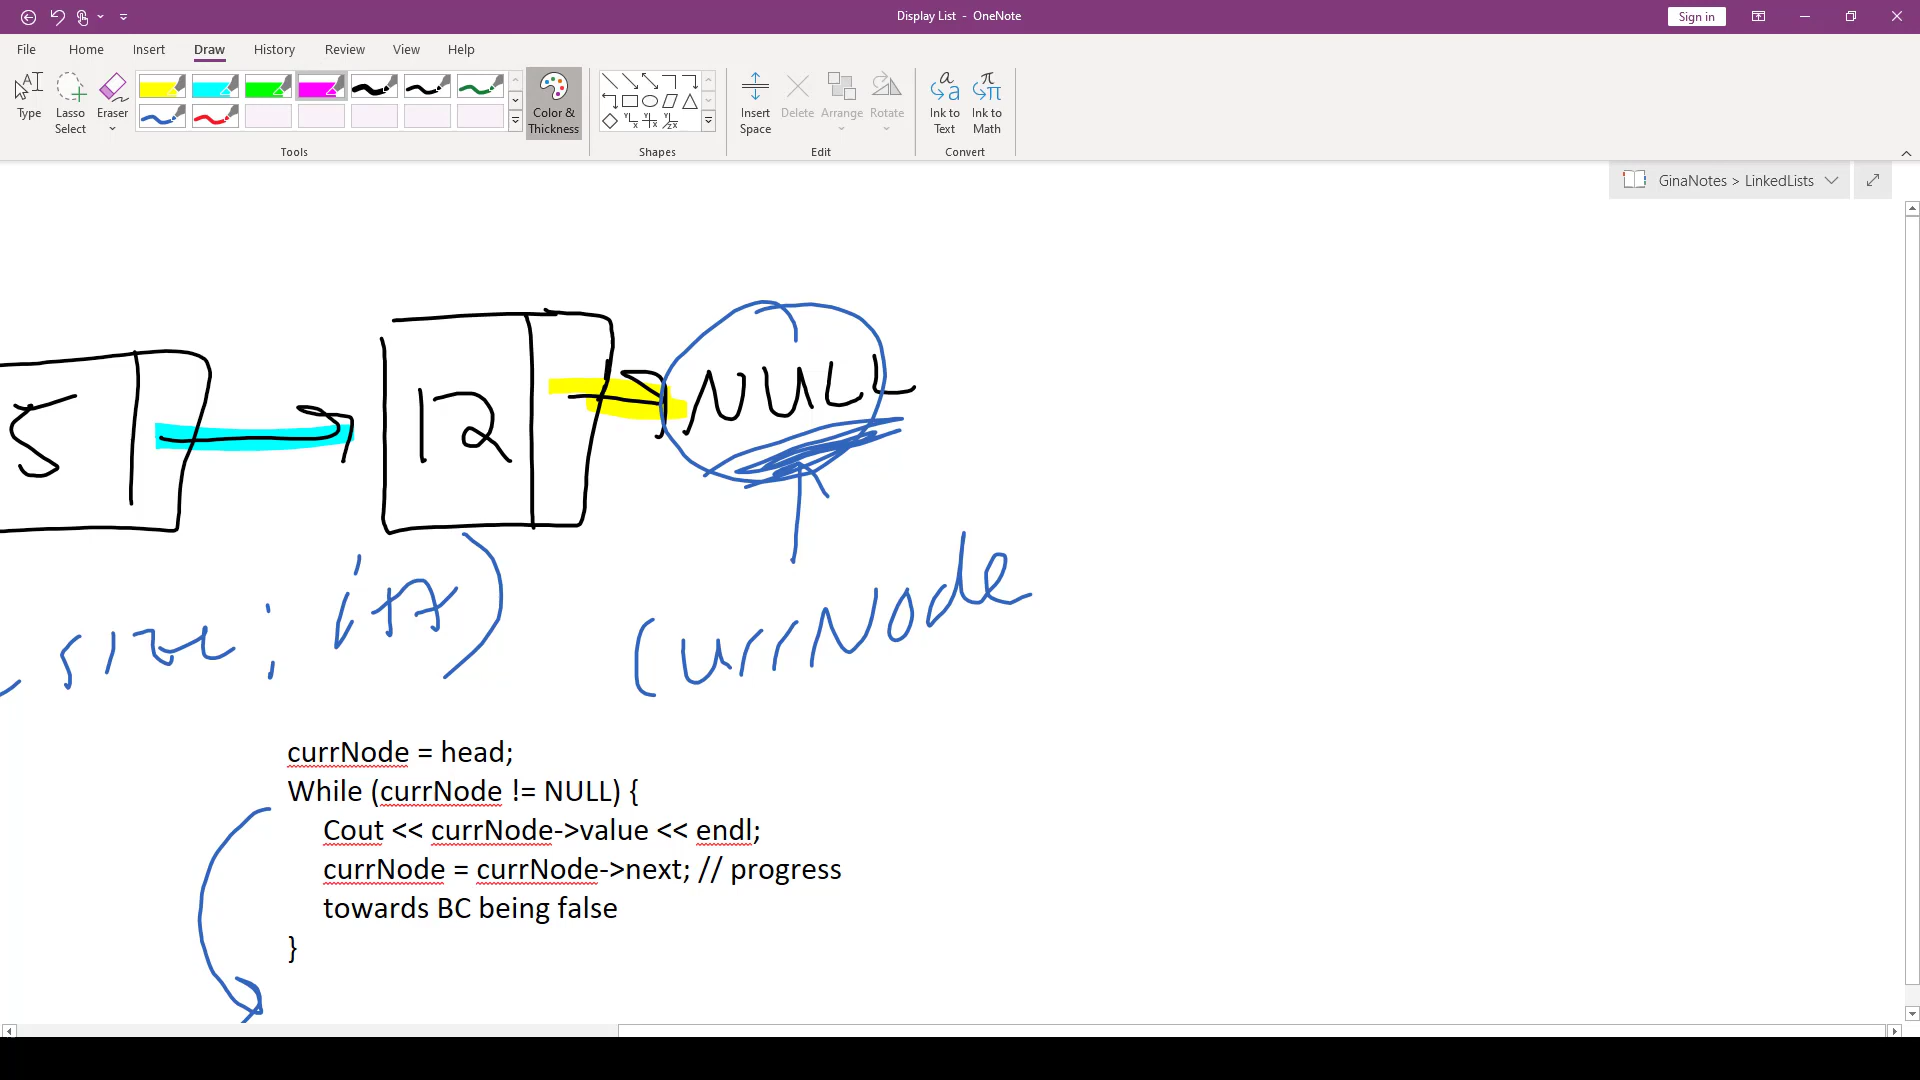 Display List - OneNote
Sign in
File Home Insert Draw History Review View Help
Type
Lasso Select
Eraser
Color & Thickness
Insert Space
Delete
Arrange
Rotate
Ink to Text
Ink to Math
Tools
Shapes
Edit
Convert
GinaNotes > LinkedLists
5
12
NULL
size; i++)
currNode
currNode = head;
While (currNode != NULL) {
Cout << currNode->value << endl;
currNode = currNode->next; // progress
towards BC being false
}